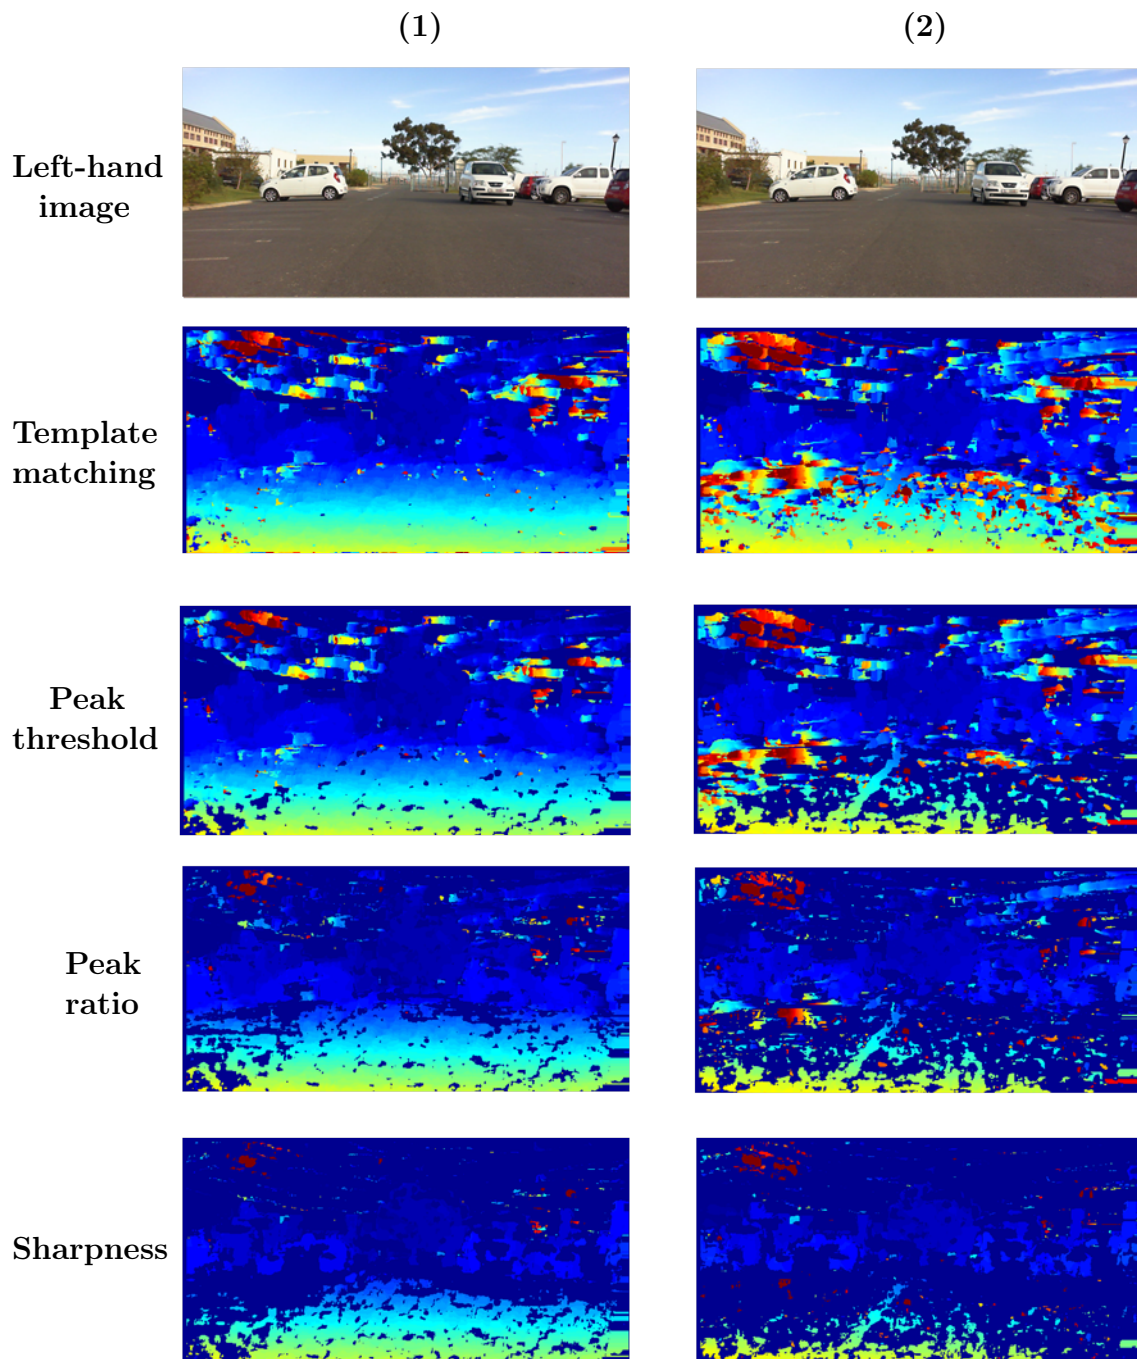 (1)
(2)
Left-hand
image
Template
matching
Peak
threshold
Peak
ratio
Sharpness